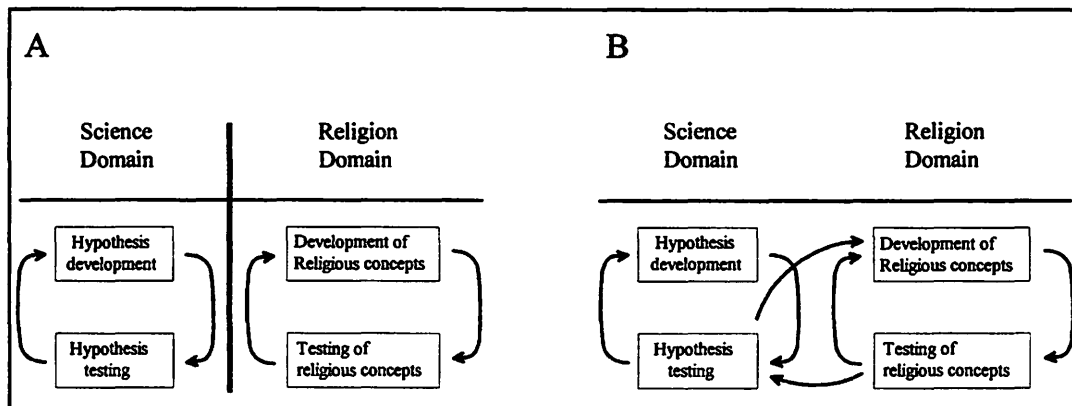 A
Science
Domain
Religion
Domain
Hypothesis
development
Development of
Religious concepts
Hypothesis
testing
Testing of
religious concepts
B
Science
Domain
Religion
Domain
Hypothesis
development
Development of
Religious concepts
Hypothesis
testing
Testing of
religious concepts